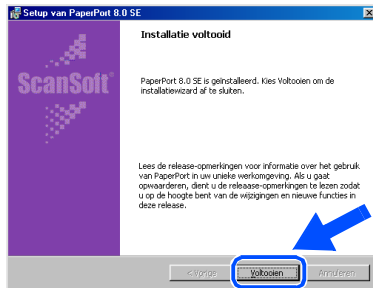 Setup van PaperPort 8.0 SE
Installatie voltooid
ScanSoft®
PaperPort 8.0 SE is geïnstalleerd. Kies Voltooien om de
installatiewizard af te sluiten.
Lees de release-opmerkingen voor informatie over het gebruik
van PaperPort in uw unieke werkomgeving. Als u gaat
opwaarderen, dient u de releaase-opmerkingen te lezen zodat
u op de hoogte bent van de wijzigingen en nieuwe functies in
deze release.
< Vorige Voltooien Annuleren